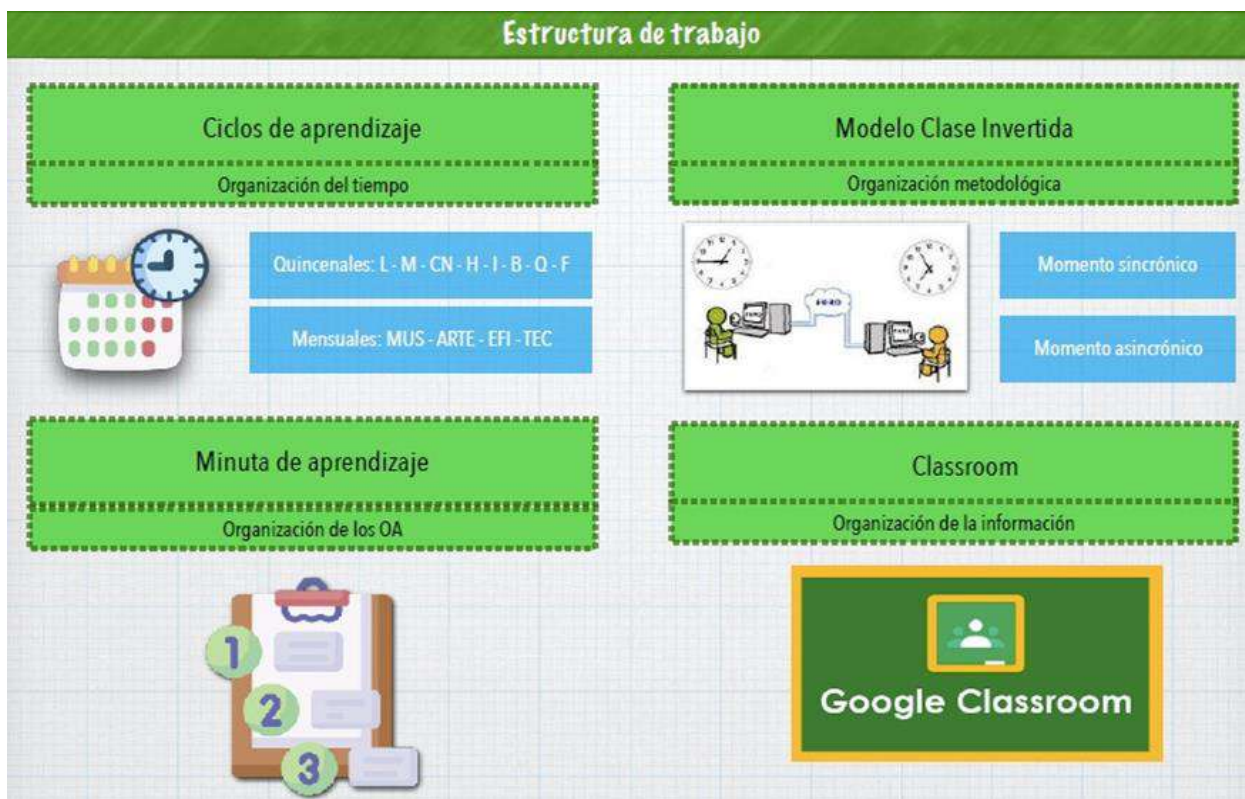 Estructura de trabajo
Ciclos de aprendizaje
Organización del tiempo
Quincenales: L - M - CN - H - I - B - Q - F
Mensuales: MUS - ARTE - EFI - TEC
Modelo Clase Invertida
Organización metodológica
Momento sincrónico
Momento asincrónico
Minuta de aprendizaje
Organización de los OA
1
2
3
Classroom
Organización de la información
Google Classroom